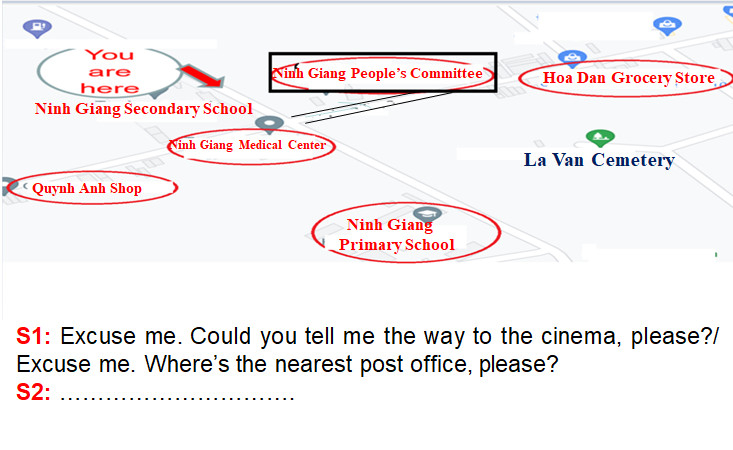 You
are
here
Ninh Giang People's Committee
Hoa Dan Grocery Store
Ninh Giang Secondary School
Ninh Giang Medical Center
La Van Cemetery
Quynh Anh Shop
Ninh Giang
Primary School
S1: Excuse me. Could you tell me the way to the cinema, please?/
Excuse me. Where's the nearest post office, please?
S2: ………………………….